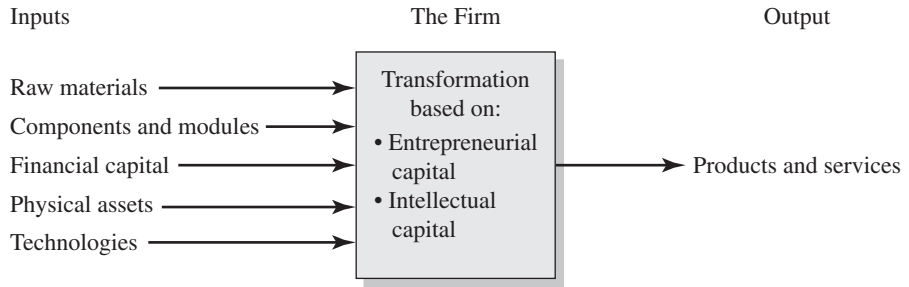 Inputs
The Firm
Output
Raw materials
Components and modules
Financial capital
Physical assets
Technologies
Transformation
based on:
• Entrepreneurial
capital
• Intellectual
capital
Products and services